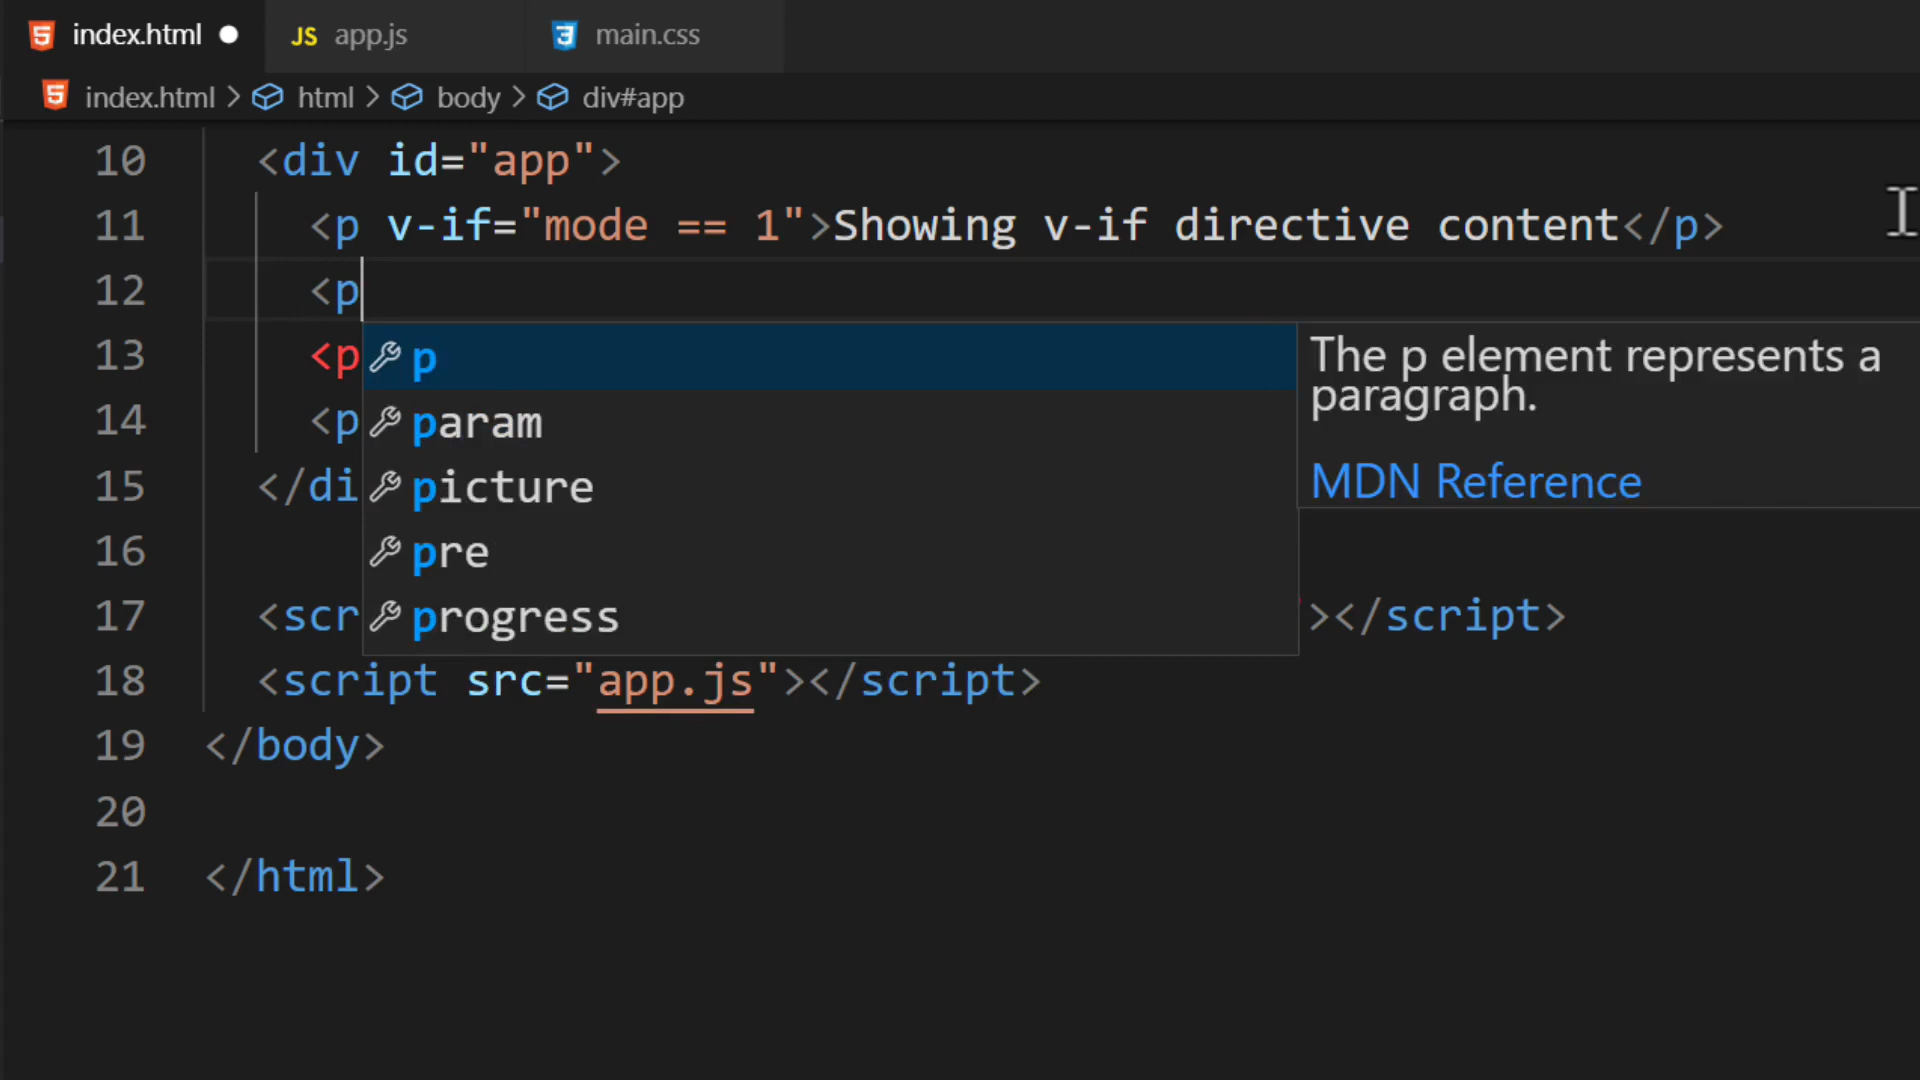 index.html JS app.js main.css
index.html > html > body > div#app
10 <div id="app">
11 <p v-if="mode == 1">Showing v-if directive content</p>
12 <p
13 <p
14 <p
15 </di
16
17 <scr ></script>
18 <script src="app.js"></script>
19 </body>
20
21 </html>
p
param
picture
pre
progress
The p element represents a
paragraph.
MDN Reference